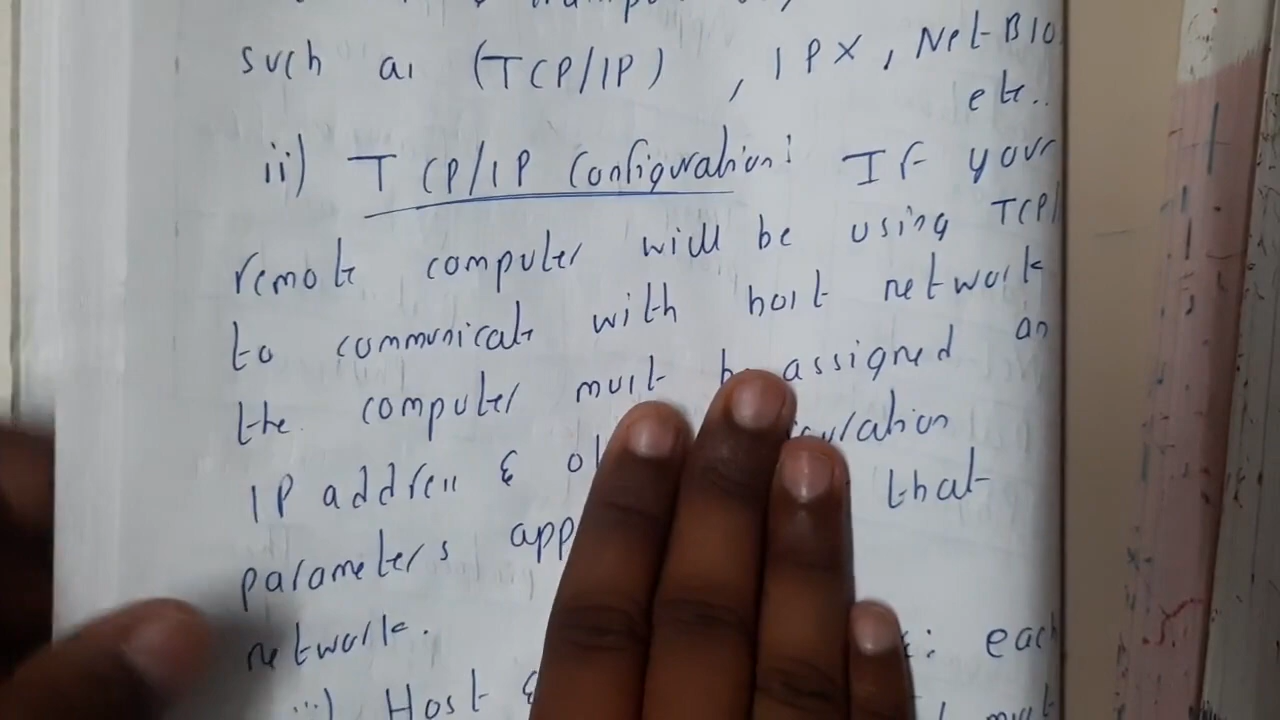 such as (TCP/IP), IPX, Net-BIO
etc..
ii) TCP/IP Configuration: If your
remote computer will be using TCP/
to communicate with host network
the computer must be assigned an
IP address &
parameters that
network.
Host &
: each
must